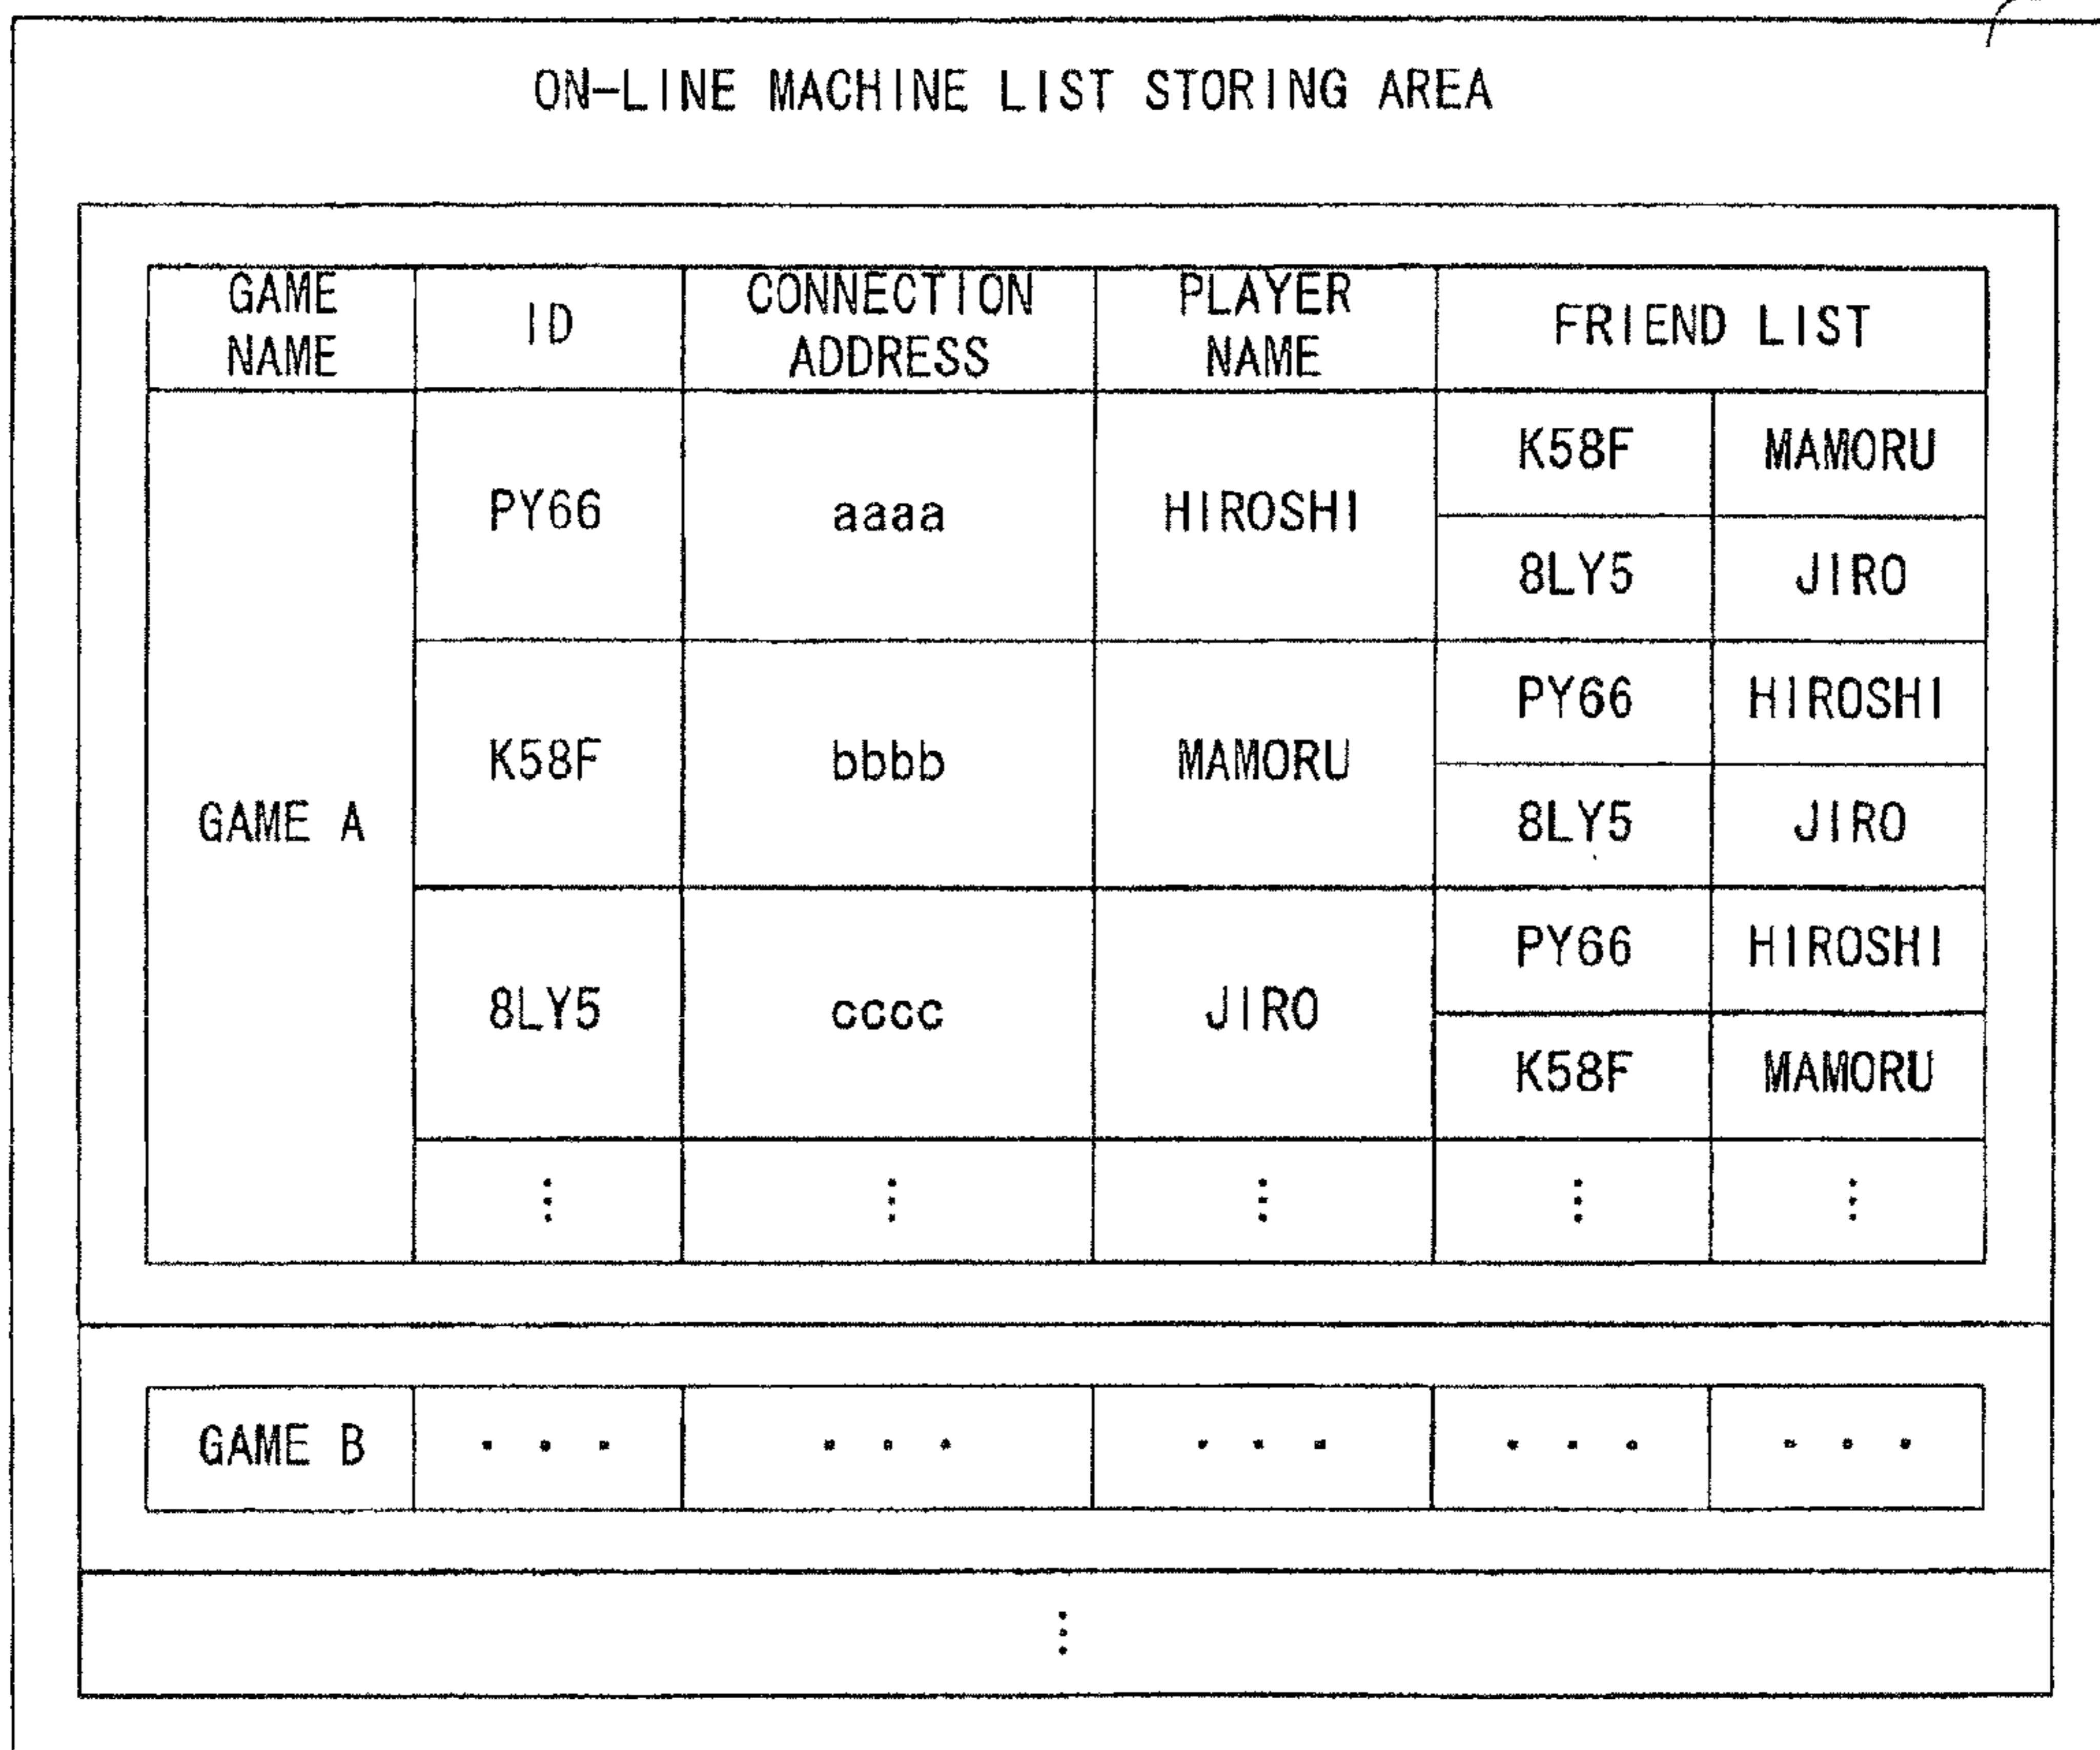 ON-LINE MACHINE LIST STORING AREA
GAME NAME ID CONNECTION ADDRESS PLAYER NAME FRIEND LIST
GAME A PY66 aaaa HIROSHI K58F MAMORU
8LY5 JIRO
K58F bbbb MAMORU PY66 HIROSHI
8LY5 JIRO
8LY5 cccc JIRO PY66 HIROSHI
K58F MAMORU
⋮ ⋮ ⋮ ⋮ ⋮
GAME B ・・・ ・・・ ・・・ ・・・ ・・・
⋮